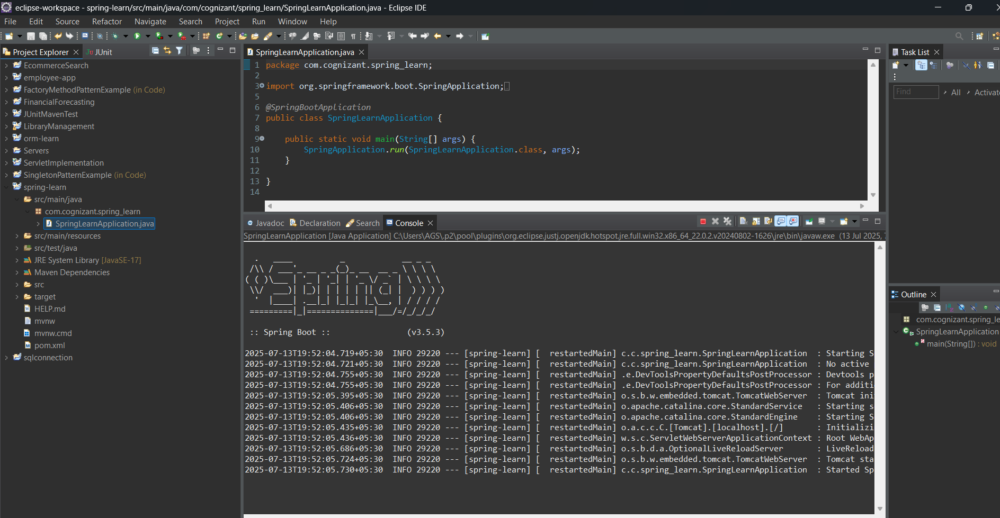 eclipse-workspace - spring-learn/src/main/java/com/cognizant/spring_learn/SpringLearnApplication.java - Eclipse IDE
File Edit Source Refactor Navigate Search Project Run Window Help
Project Explorer
JUnit
EcommerceSearch
employee-app
FactoryMethodPatternExample (in Code)
FinancialForecasting
JUnitMavenTest
LibraryManagement
orm-learn
Servers
ServletImplementation
SingletonPatternExample (in Code)
spring-learn
src/main/java
com.cognizant.spring_learn
SpringLearnApplication.java
src/main/resources
src/test/java
JRE System Library [JavaSE-17]
Maven Dependencies
src
target
HELP.md
mvnw
mvnw.cmd
pom.xml
sqlconnection
SpringLearnApplication.java
1 package com.cognizant.spring_learn;
2
3 import org.springframework.boot.SpringApplication;
5
6 @SpringBootApplication
7 public class SpringLearnApplication {
8
9 public static void main(String[] args) {
10 SpringApplication.run(SpringLearnApplication.class, args);
11 }
12
13 }
14
Javadoc Declaration Search Console
SpringLearnApplication [Java Application] C:\Users\AGS\.p2\pool\plugins\org.eclipse.justj.openjdk.hotspot.jre.full.win32.x86_64_22.0.2.v20240802-1626\jre\bin\javaw.exe (13 Jul 2025,
  .   ____          _            __ _ _
 /\\ / ___'_ __ _ _(_)_ __  __ _ \ \ \ \
( ( )\___ | '_ | '_| | '_ \/ _` | \ \ \ \
 \\/  ___)| |_)| | | | | || (_| |  ) ) ) )
  '  |____| .__|_| |_|_| |_\__, | / / / /
 =========|_|==============|___/=/_/_/_/
:: Spring Boot :: (v3.5.3)
2025-07-13T19:52:04.719+05:30 INFO 29220 --- [spring-learn] [ restartedMain] c.c.spring_learn.SpringLearnApplication : Starting S
2025-07-13T19:52:04.721+05:30 INFO 29220 --- [spring-learn] [ restartedMain] c.c.spring_learn.SpringLearnApplication : No active
2025-07-13T19:52:04.755+05:30 INFO 29220 --- [spring-learn] [ restartedMain] .e.DevToolsPropertyDefaultsPostProcessor : Devtools p
2025-07-13T19:52:04.755+05:30 INFO 29220 --- [spring-learn] [ restartedMain] .e.DevToolsPropertyDefaultsPostProcessor : For additi
2025-07-13T19:52:05.395+05:30 INFO 29220 --- [spring-learn] [ restartedMain] o.s.b.w.embedded.tomcat.TomcatWebServer : Tomcat ini
2025-07-13T19:52:05.406+05:30 INFO 29220 --- [spring-learn] [ restartedMain] o.apache.catalina.core.StandardService : Starting s
2025-07-13T19:52:05.406+05:30 INFO 29220 --- [spring-learn] [ restartedMain] o.apache.catalina.core.StandardEngine : Starting S
2025-07-13T19:52:05.435+05:30 INFO 29220 --- [spring-learn] [ restartedMain] o.a.c.c.C.[Tomcat].[localhost].[/] : Initializi
2025-07-13T19:52:05.436+05:30 INFO 29220 --- [spring-learn] [ restartedMain] w.s.c.ServletWebServerApplicationContext : Root WebAp
2025-07-13T19:52:05.686+05:30 INFO 29220 --- [spring-learn] [ restartedMain] o.s.b.d.a.OptionalLiveReloadServer : LiveReload
2025-07-13T19:52:05.724+05:30 INFO 29220 --- [spring-learn] [ restartedMain] o.s.b.w.embedded.tomcat.TomcatWebServer : Tomcat sta
2025-07-13T19:52:05.730+05:30 INFO 29220 --- [spring-learn] [ restartedMain] c.c.spring_learn.SpringLearnApplication : Started Sp
Task List
Find All Activat
Outline
com.cognizant.spring_le
SpringLearnApplication
main(String[]) : void